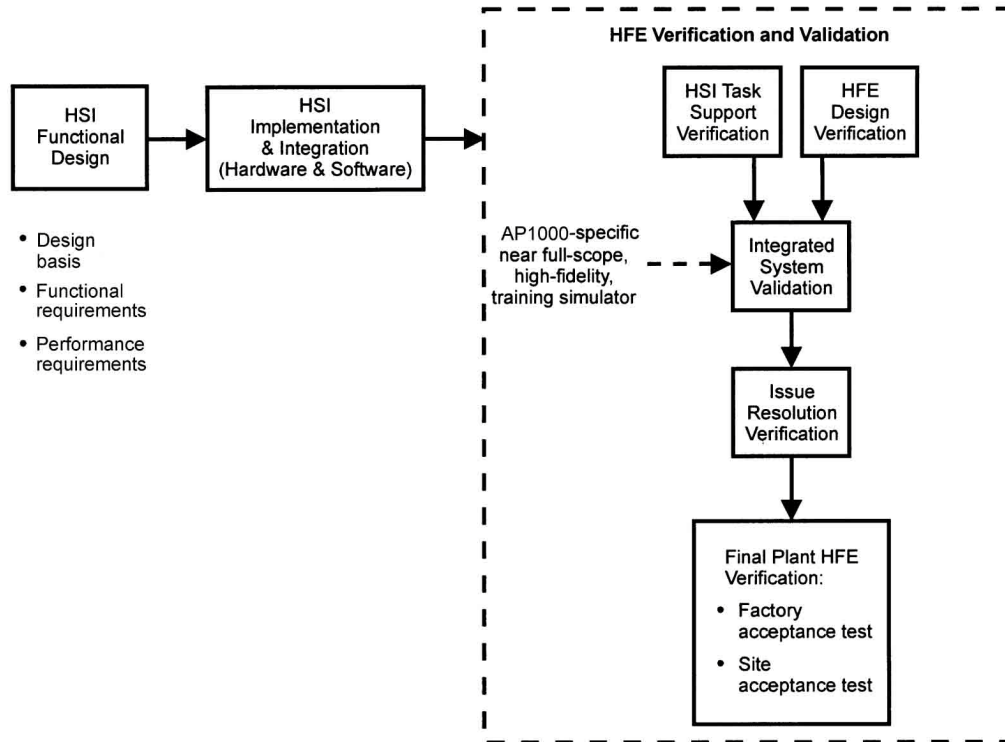 HFE Verification and Validation
HSI
Functional
Design
HSI
Implementation
& Integration
(Hardware & Software)
HSI Task
Support
Verification
HFE
Design
Verification
• Design
basis
• Functional
requirements
• Performance
requirements
AP1000-specific
near full-scope,
high-fidelity,
training simulator
Integrated
System
Validation
Issue
Resolution
Verification
Final Plant HFE
Verification:
• Factory
acceptance test
• Site
acceptance test